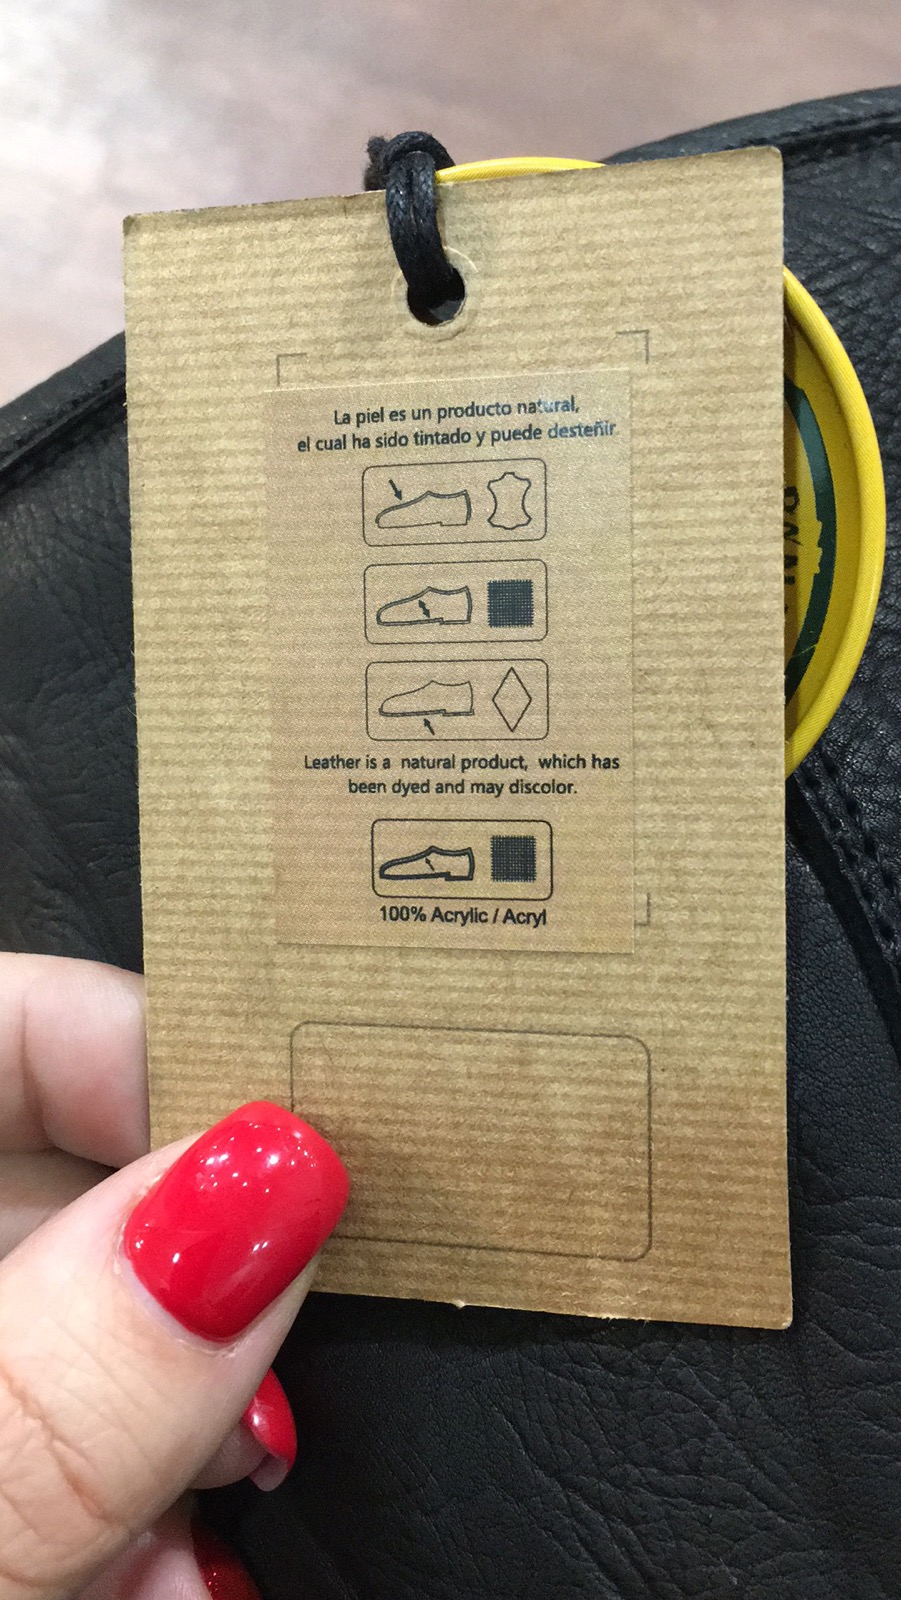 La piel es un producto natural,
el cual ha sido tintado y puede desteñir.
Leather is a natural product, which has
been dyed and may discolor.
100% Acrylic / Acryl